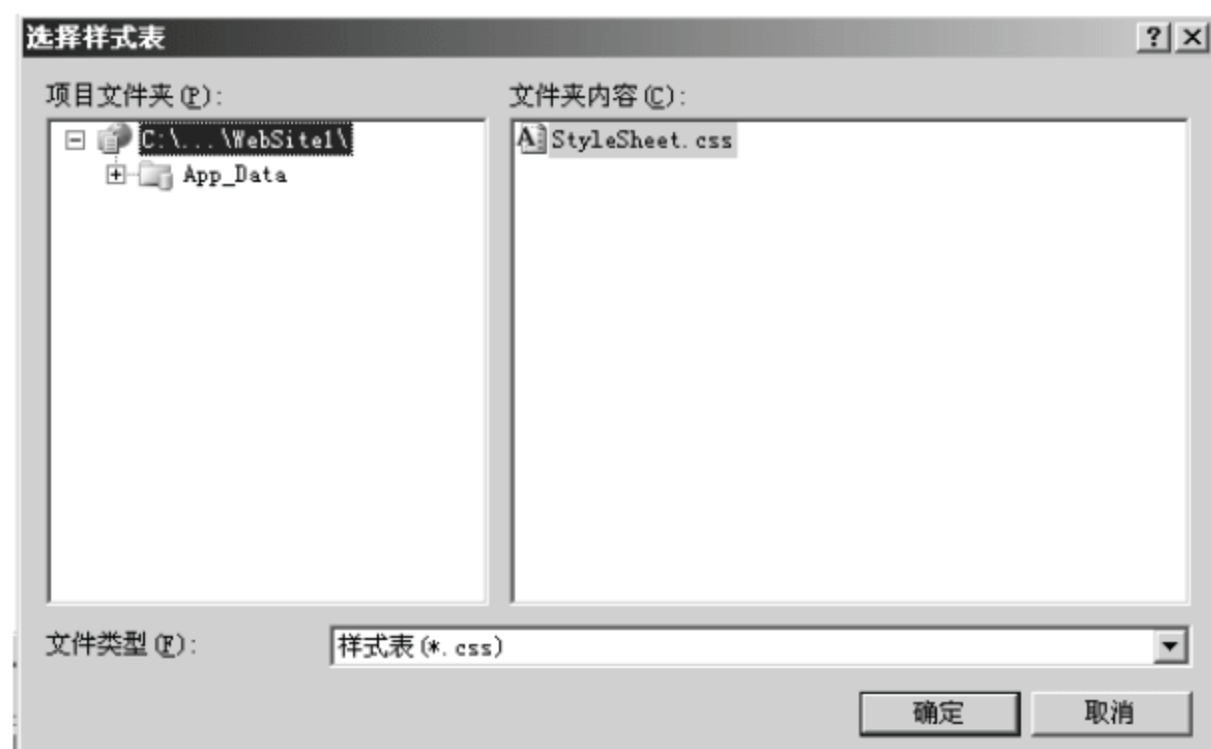 选择样式表
项目文件夹(P):
文件夹内容(C):
C:\...\WebSite1\
App_Data
StyleSheet.css
文件类型(F):
样式表(*.css)
确定
取消